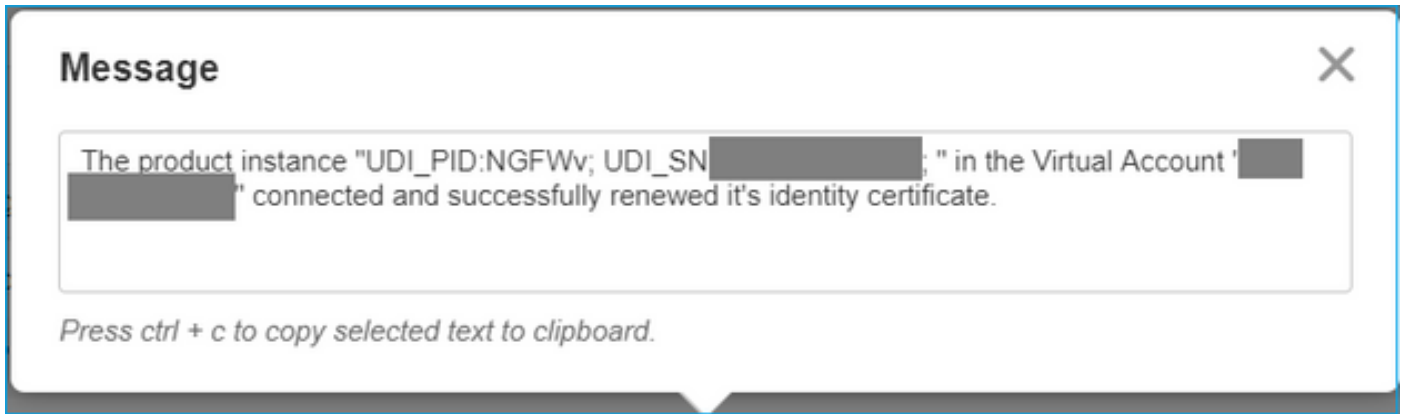 Message
The product instance "UDI_PID:NGFWv; UDI_SN ; " in the Virtual Account "
" connected and successfully renewed it's identity certificate.
Press ctrl + c to copy selected text to clipboard.